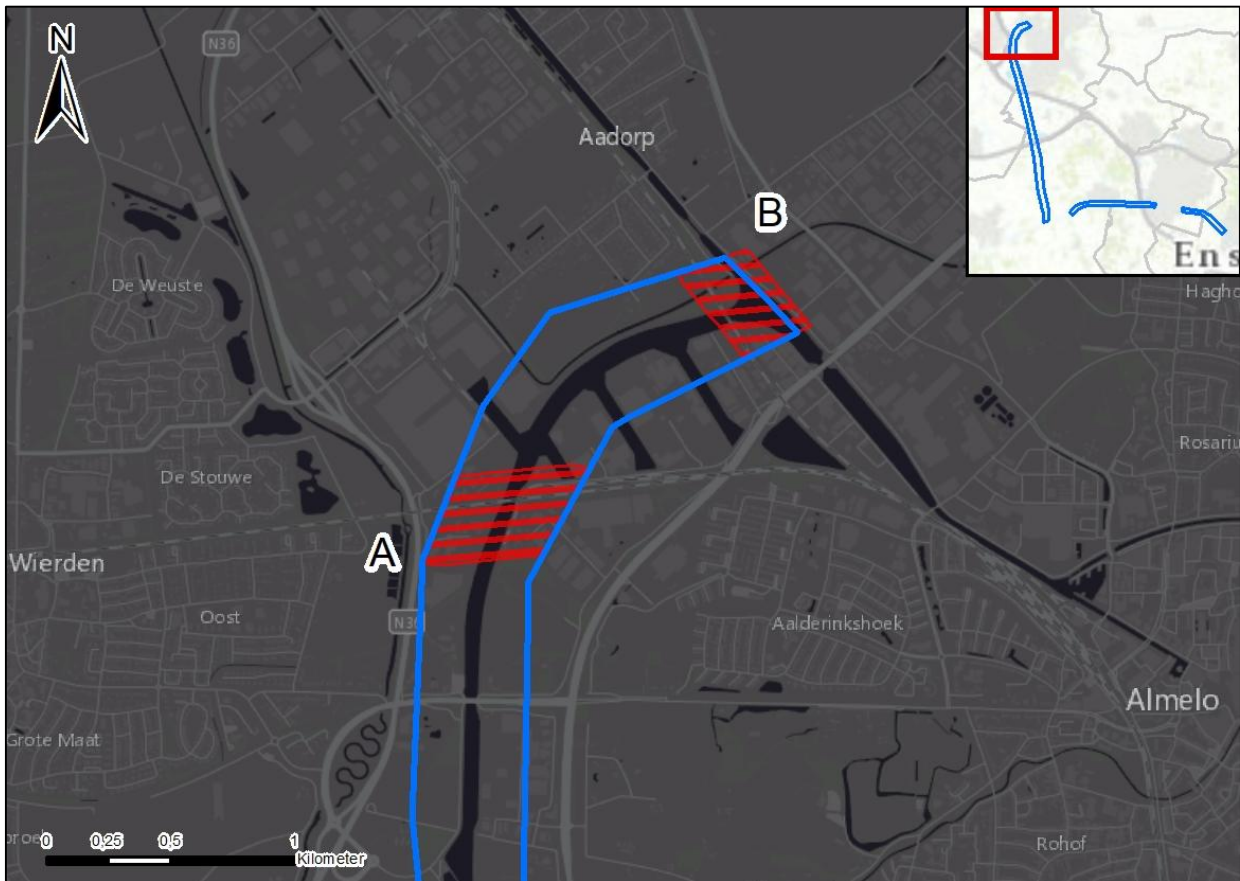 N
N36
Aadorp
B
Ens
De Weuste
Hagho
De Stouwe
Rosariu
A
Wierden
Oost
N36
Aalderinkshoek
Almelo
Grote Maat
broek
0 0,25 0,5 1
Kilometer
Rohof